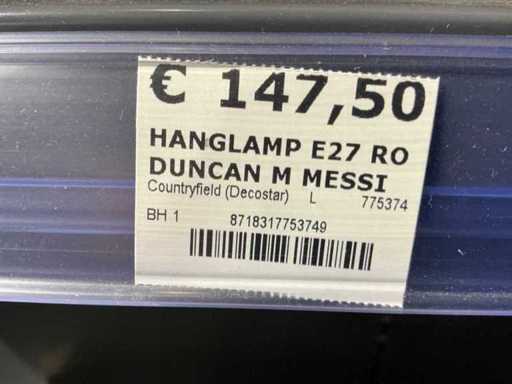 € 147,50
HANGLAMP E27 RO
DUNCAN M MESSI
Countryfield (Decostar) L 775374
BH 1 8718317753749